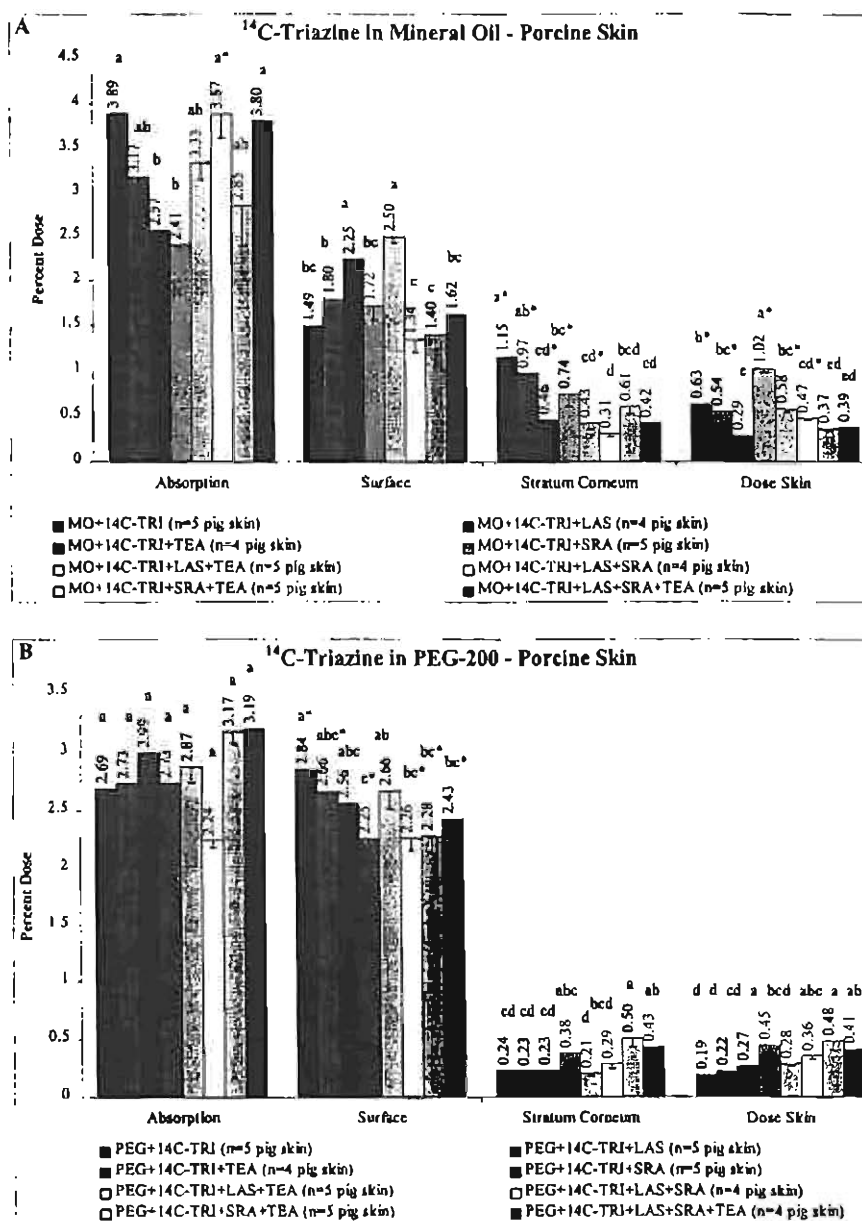 A
14C-Triazine in Mineral Oil - Porcine Skin
4.5
4
3.5
3
2.5
2
1.5
1
0.5
0
Percent Dose
a ab b b ab a* ab a
3.89 3.17 2.57 2.41 3.33 3.87 2.85 3.80
bc b a bc a c c bc
1.49 1.80 2.25 1.72 2.50 1.34 1.40 1.62
a* ab* cd* bc* cd* d bcd cd
1.15 0.97 0.46 0.74 0.43 0.31 0.61 0.42
b* bc* e a* bc* cd* ed
0.63 0.54 0.29 1.02 0.58 0.47 0.37 0.39
Absorption Surface Stratum Corneum Dose Skin
MO+14C-TRI (n=5 pig skin) MO+14C-TRI+LAS (n=4 pig skin)
MO+14C-TRI+TEA (n=4 pig skin) MO+14C-TRI+SRA (n=5 pig skin)
MO+14C-TRI+LAS+TEA (n=5 pig skin) MO+14C-TRI+LAS+SRA (n=4 pig skin)
MO+14C-TRI+SRA+TEA (n=5 pig skin) MO+14C-TRI+LAS+SRA+TEA (n=5 pig skin)
B
14C-Triazine in PEG-200 - Porcine Skin
3.5
3
2.5
2
1.5
1
0.5
0
Percent Dose
a a a a a a a a
2.69 2.73 2.99 2.73 2.87 2.24 3.17 3.19
a* abc* abc c* ab bc* bc* bc*
2.84 2.66 2.56 2.25 2.66 2.26 2.28 2.43
cd cd cd abc d bcd a ab
0.24 0.23 0.23 0.38 0.21 0.29 0.50 0.43
d d cd a bcd abc a ab
0.19 0.22 0.27 0.45 0.28 0.36 0.48 0.41
Absorption Surface Stratum Corneum Dose Skin
PEG+14C-TRI (n=5 pig skin) PEG+14C-TRI+LAS (n=5 pig skin)
PEG+14C-TRI+TEA (n=4 pig skin) PEG+14C-TRI+SRA (n=5 pig skin)
PEG+14C-TRI+LAS+TEA (n=5 pig skin) PEG+14C-TRI+LAS+SRA (n=4 pig skin)
PEG+14C-TRI+SRA+TEA (n=5 pig skin) PEG+14C-TRI+LAS+SRA+TEA (n=4 pig skin)